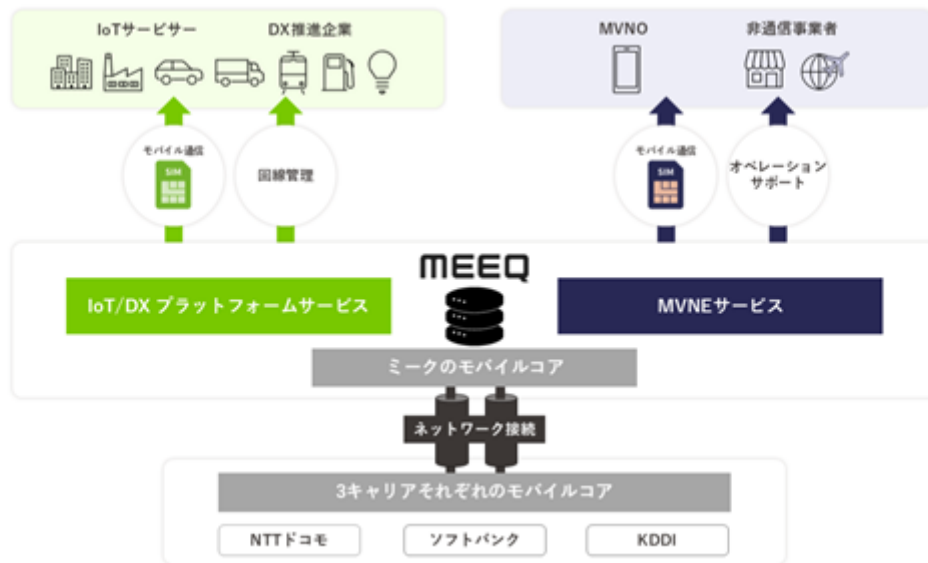 IoTサービサー
DX推進企業
MVNO
非通信事業者
モバイル通信
SIM
回線管理
モバイル通信
SIM
オペレーション
サポート
MEEQ
IoT/DX プラットフォームサービス
MVNEサービス
ミークのモバイルコア
ネットワーク接続
3キャリアそれぞれのモバイルコア
NTTドコモ
ソフトバンク
KDDI